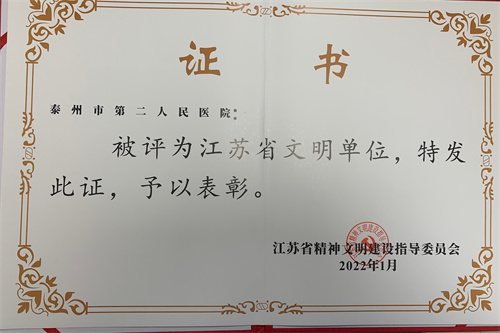 证 书
泰州市第二人民医院：
被评为江苏省文明单位，特发
此证，予以表彰。
江苏省精神文明建设指导委员会
2022年1月